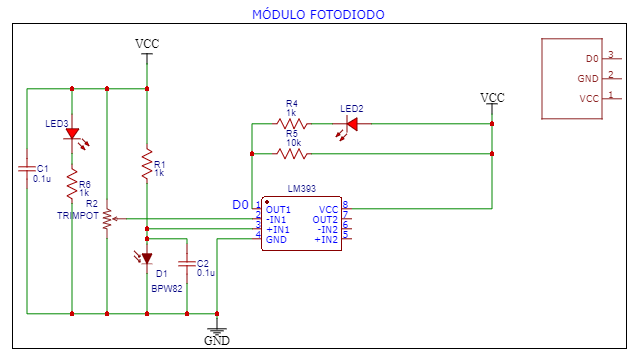 MÓDULO FOTODIODO
VCC
D0 3
GND 2
VCC 1
VCC
R4
1k
LED2
R5
10k
LED3
C1
0.1u
R6
1k
R1
1k
R2
TRIMPOT
LM393
D0
1 OUT1 VCC 8
2 -IN1 OUT2 7
3 +IN1 -IN2 6
4 GND +IN2 5
D1
BPW82
C2
0.1u
GND